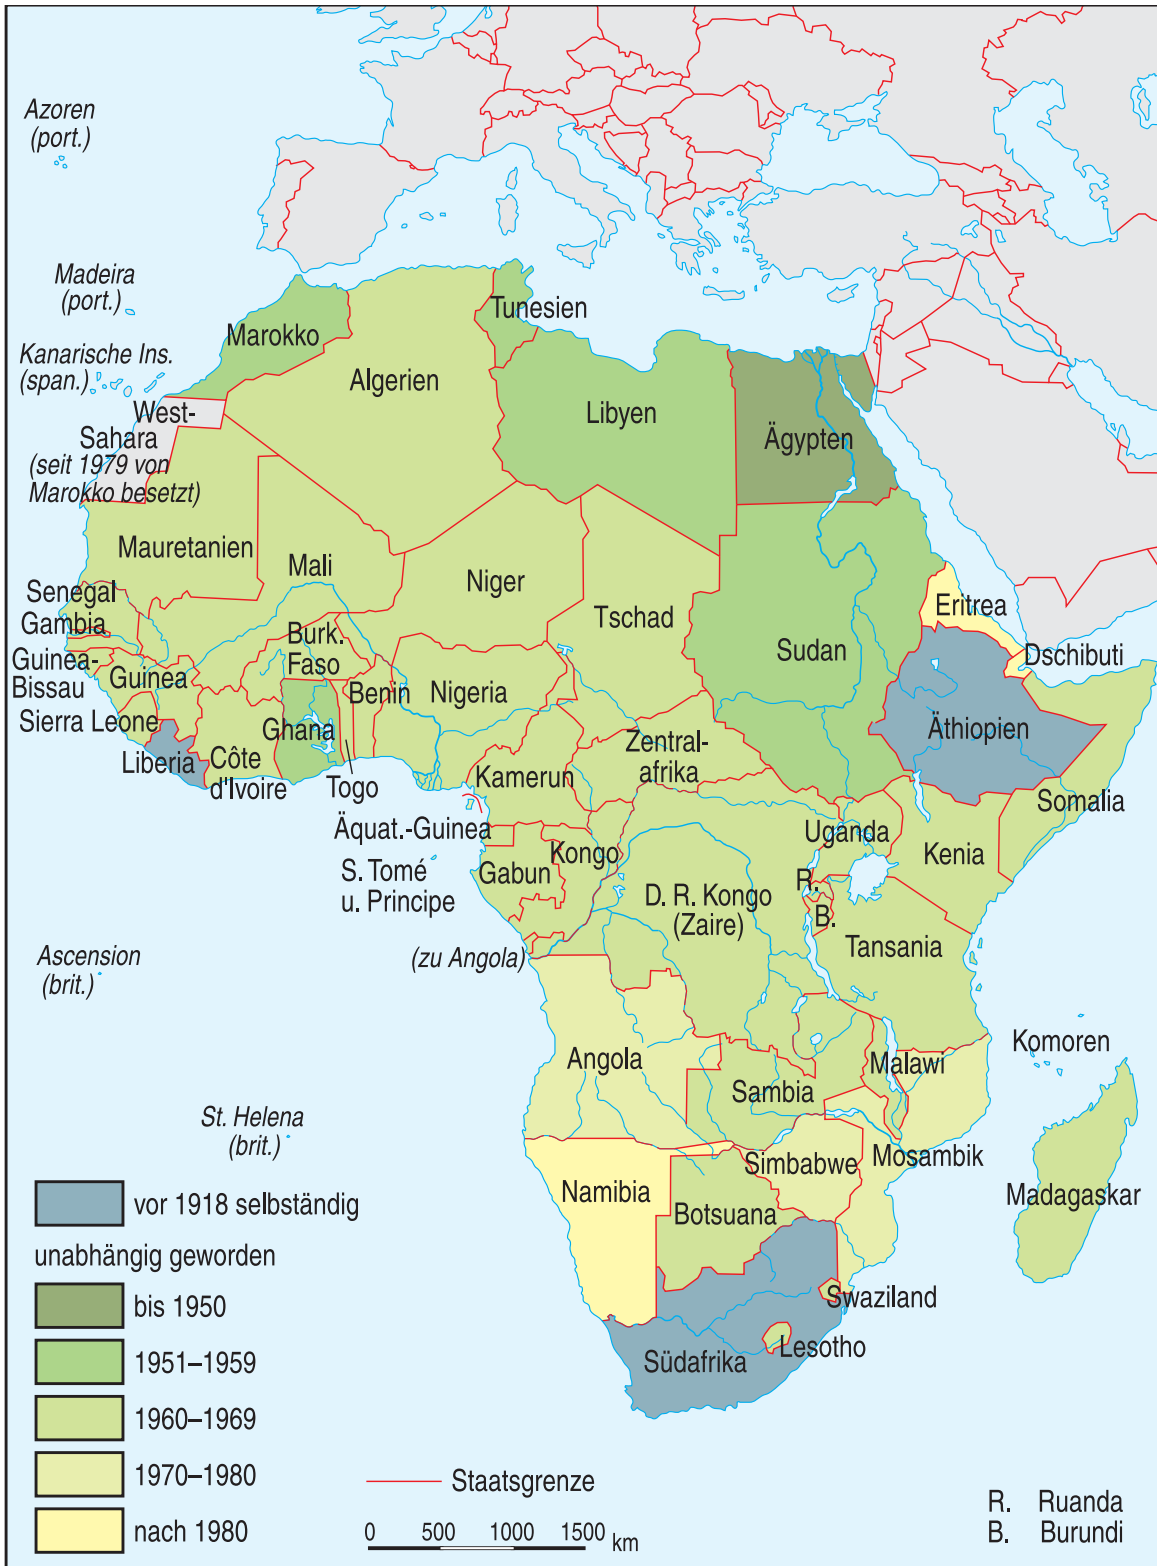 Azoren
(port.)
Madeira
(port.)
Kanarische Ins.
(span.)
Marokko
Tunesien
Algerien
Libyen
Ägypten
West-
Sahara
(seit 1979 von
Marokko besetzt)
Mauretanien
Mali
Niger
Tschad
Sudan
Eritrea
Dschibuti
Senegal
Gambia
Guinea-
Bissau
Guinea
Sierra Leone
Liberia
Côte
d'Ivoire
Burk.
Faso
Ghana
Togo
Benin
Nigeria
Kamerun
Zentral-
afrika
Äthiopien
Somalia
Äquat.-Guinea
S. Tomé
u. Principe
Gabun
Kongo
D. R. Kongo
(Zaire)
Uganda
Kenia
R.
B.
Tansania
Ascension
(brit.)
(zu Angola)
Angola
Sambia
Malawi
Komoren
St. Helena
(brit.)
Namibia
Simbabwe
Mosambik
Botsuana
Madagaskar
Swaziland
Lesotho
Südafrika
vor 1918 selbständig
unabhängig geworden
bis 1950
1951–1959
1960–1969
1970–1980
nach 1980
Staatsgrenze
0 500 1000 1500 km
R. Ruanda
B. Burundi